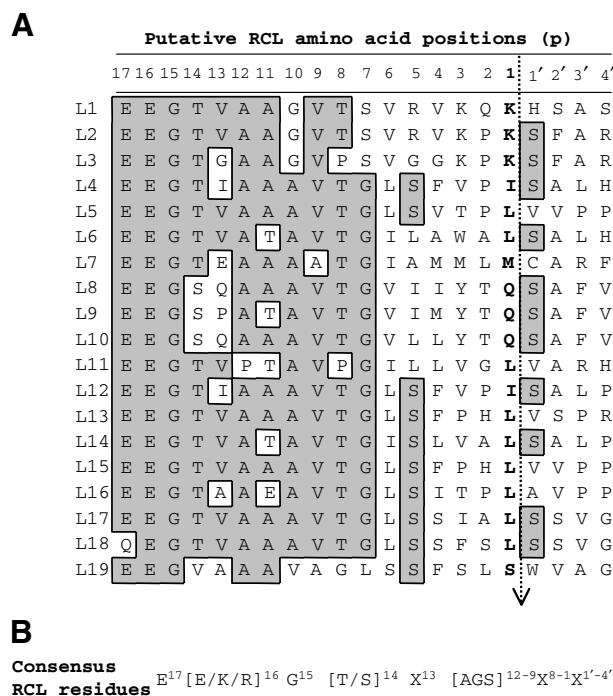 A
Putative RCL amino acid positions (p)
17 16 15 14 13 12 11 10 9 8 7 6 5 4 3 2 1 1′ 2′ 3′ 4′
L1 E E G T V A A G V T S V R V K Q K H S A S
L2 E E G T V A A G V T S V R V K P K S F A R
L3 E E G T G A A G V P S V G G K P K S F A R
L4 E E G T I A A A V T G L S F V P I S A L H
L5 E E G T V A A A V T G L S V T P L V V P P
L6 E E G T V A T A V T G I L A W A L S A L H
L7 E E G T E A A A A T G I A M M L M C A R F
L8 E E G S Q A A A V T G V I I Y T Q S A F V
L9 E E G S P A T A V T G V I M Y T Q S A F V
L10 E E G S Q A A A V T G V L L Y T Q S A F V
L11 E E G T V P T A V P G I L L V G L V A R H
L12 E E G T I A A A V T G L S F V P I S A L P
L13 E E G T V A A A V T G L S F P H L V S P R
L14 E E G T V A T A V T G I S L V A L S A L P
L15 E E G T V A A A V T G L S F P H L V V P P
L16 E E G T A A E A V T G L S I T P L A V P P
L17 E E G T V A A A V T G L S S I A L S S V G
L18 Q E G T V A A A V T G L S S F S L S S V G
L19 E E G V A A A V A G L S S F S L S W V A G
B
Consensus
RCL residues E¹⁷[E/K/R]¹⁶ G¹⁵ [T/S]¹⁴ X¹³ [AGS]¹²⁻⁹X⁸⁻¹X¹′⁻⁴′